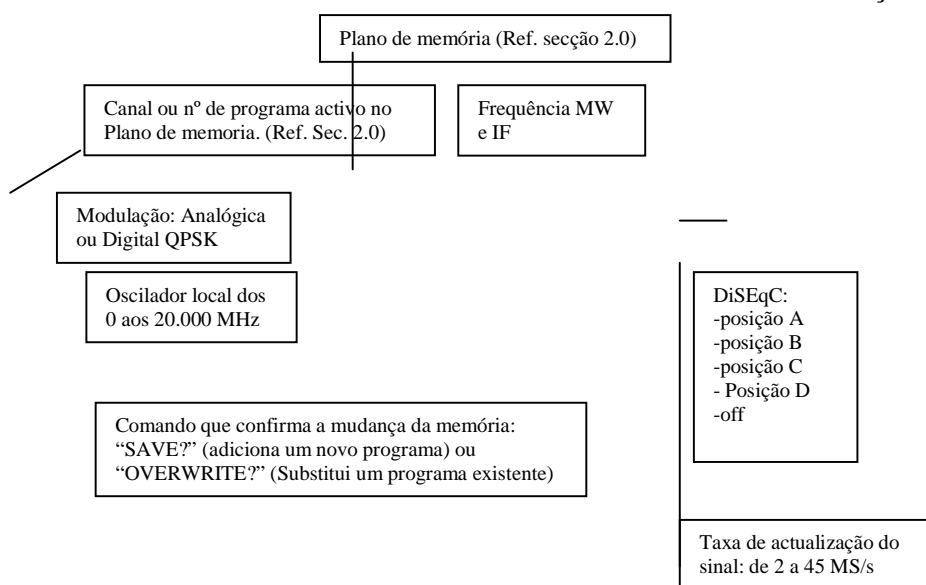 Plano de memória (Ref. secção 2.0)
Canal ou nº de programa activo no
Plano de memoria. (Ref. Sec. 2.0)
Frequência MW
e IF
Modulação: Analógica
ou Digital QPSK
Oscilador local dos
0 aos 20.000 MHz
DiSEqC:
-posição A
-posição B
-posição C
- Posição D
-off
Comando que confirma a mudança da memória:
“SAVE?” (adiciona um novo programa) ou
“OVERWRITE?” (Substitui um programa existente)
Taxa de actualização do
sinal: de 2 a 45 MS/s